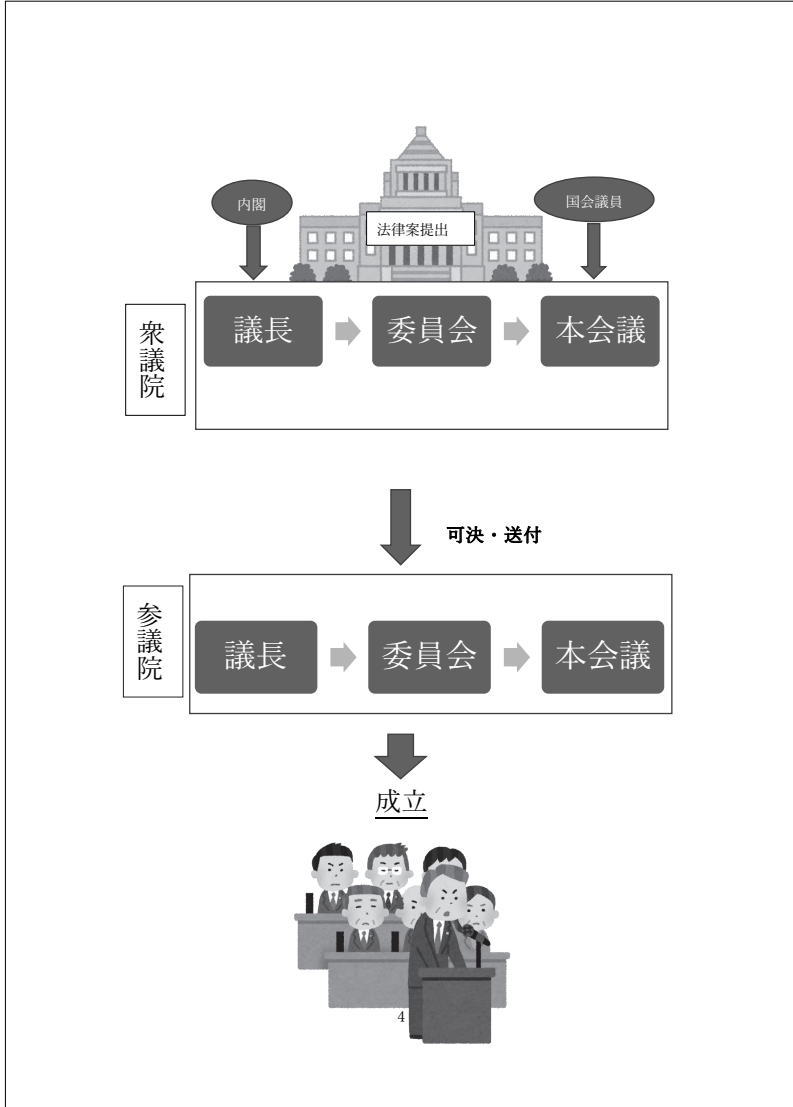 内閣
国会議員
法律案提出
衆議院
議長
委員会
本会議
可決・送付
参議院
議長
委員会
本会議
成立
4